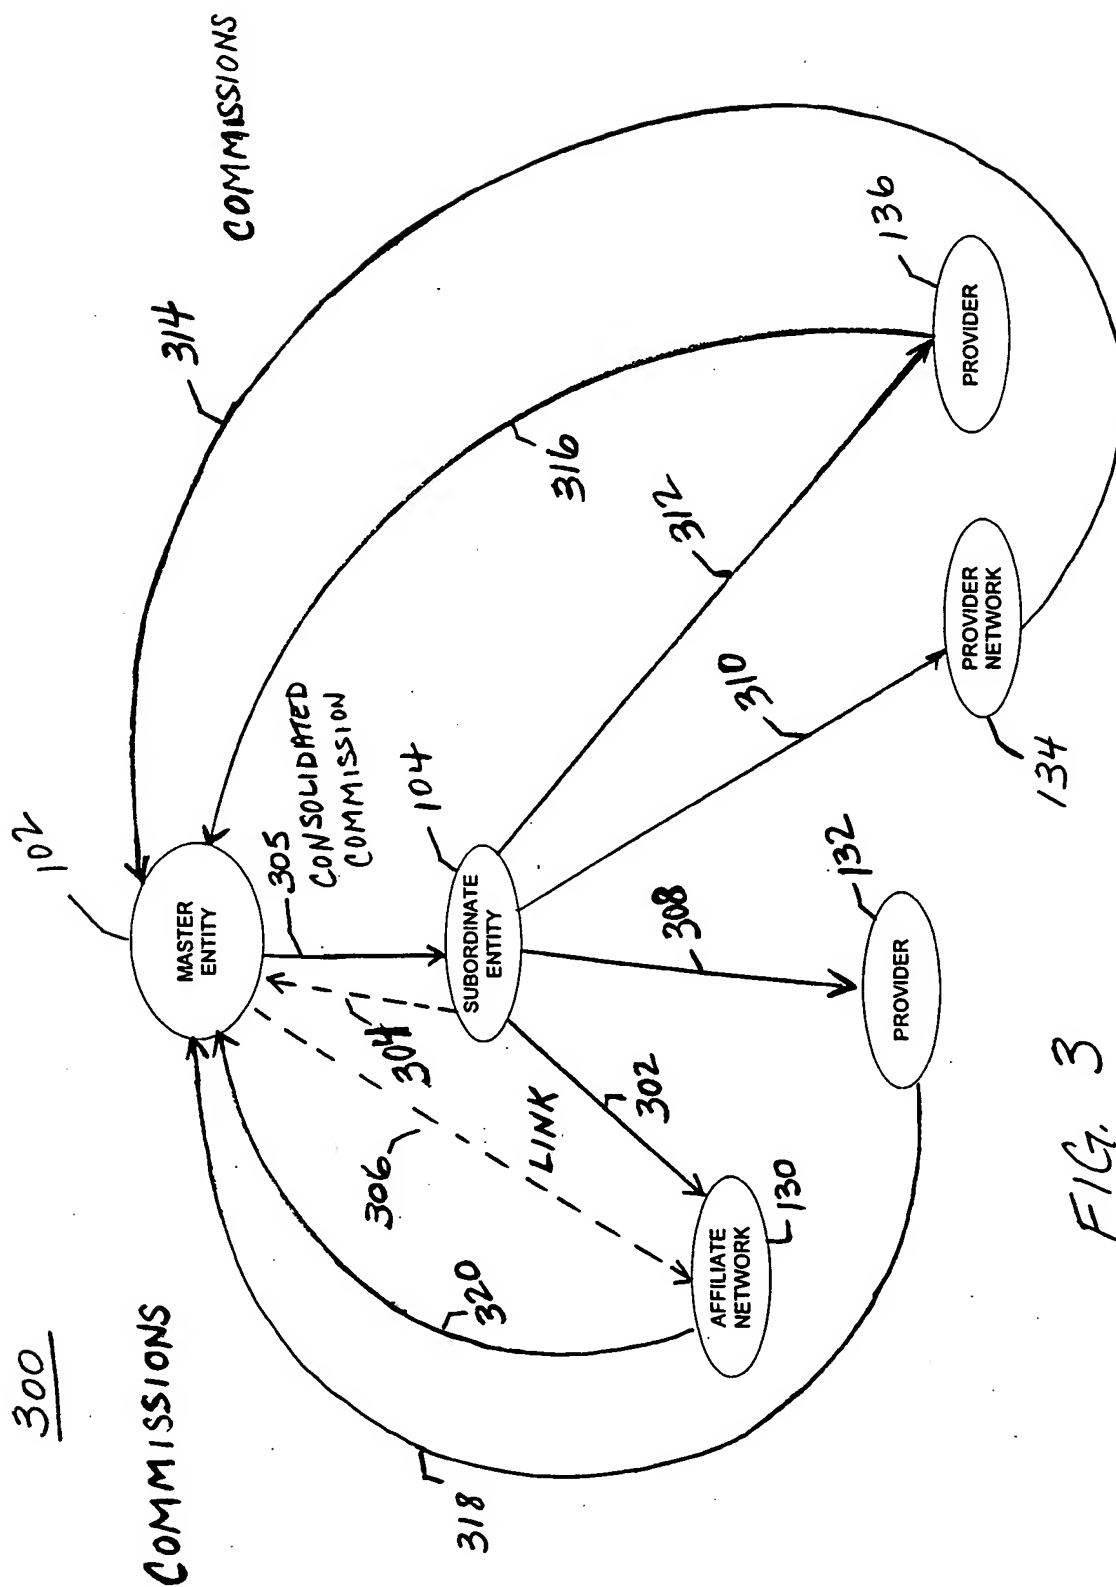 300
COMMISSIONS
COMMISSIONS
102
MASTER
ENTITY
314
318
320
306
304
305
CONSOLIDATED
COMMISSION
316
LINK
302
SUBORDINATE
ENTITY
104
308
310
312
AFFILIATE
NETWORK
130
PROVIDER
132
PROVIDER
NETWORK
134
PROVIDER
136
FIG. 3